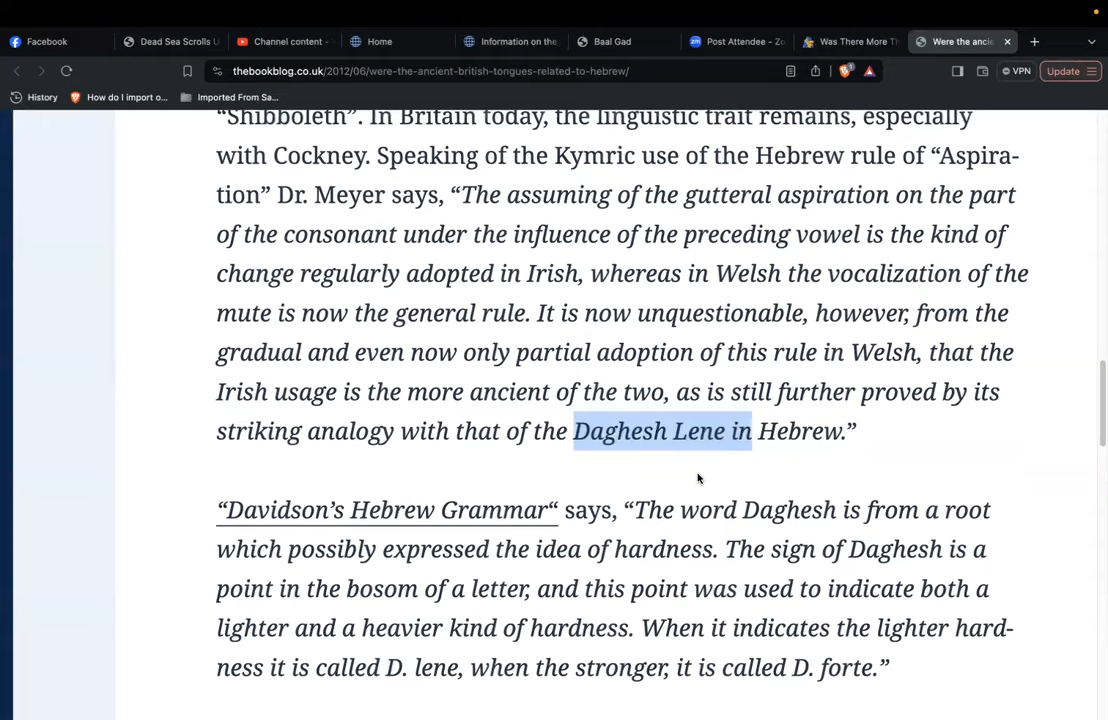 Facebook
Dead Sea Scrolls U
Channel content -
Home
Information on the
Baal Gad
Post Attendee - Zo
Was There More T
Were the ancie
thebookblog.co.uk/2012/06/were-the-ancient-british-tongues-related-to-hebrew/
1
VPN
Update
History
How do I import o...
Imported From Sa...
“Shibboleth”. In Britain today, the linguistic trait remains, especially
with Cockney. Speaking of the Kymric use of the Hebrew rule of “Aspira-
tion” Dr. Meyer says, “The assuming of the gutteral aspiration on the part
of the consonant under the influence of the preceding vowel is the kind of
change regularly adopted in Irish, whereas in Welsh the vocalization of the
mute is now the general rule. It is now unquestionable, however, from the
gradual and even now only partial adoption of this rule in Welsh, that the
Irish usage is the more ancient of the two, as is still further proved by its
striking analogy with that of the Daghesh Lene in Hebrew.”
“Davidson’s Hebrew Grammar“ says, “The word Daghesh is from a root
which possibly expressed the idea of hardness. The sign of Daghesh is a
point in the bosom of a letter, and this point was used to indicate both a
lighter and a heavier kind of hardness. When it indicates the lighter hard-
ness it is called D. lene, when the stronger, it is called D. forte.”